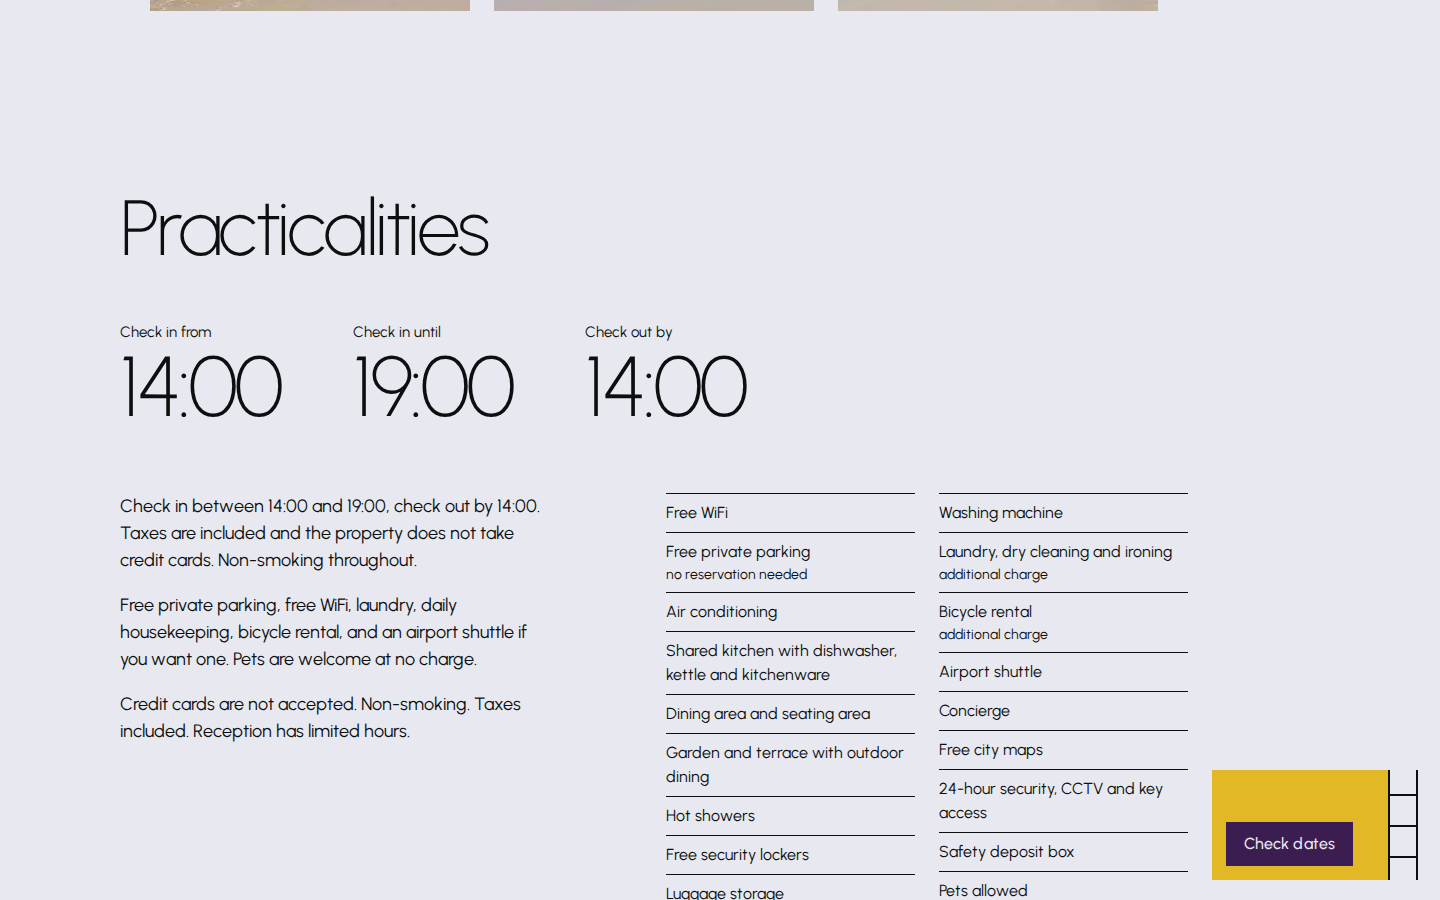 Practicalities
Check in from
14:00
Check in until
19:00
Check out by
14:00
Check in between 14:00 and 19:00, check out by 14:00.
Taxes are included and the property does not take
credit cards. Non-smoking throughout.
Free private parking, free WiFi, laundry, daily
housekeeping, bicycle rental, and an airport shuttle if
you want one. Pets are welcome at no charge.
Credit cards are not accepted. Non-smoking. Taxes
included. Reception has limited hours.
Free WiFi
Free private parking
no reservation needed
Air conditioning
Shared kitchen with dishwasher,
kettle and kitchenware
Dining area and seating area
Garden and terrace with outdoor
dining
Hot showers
Free security lockers
Luggage storage
Washing machine
Laundry, dry cleaning and ironing
additional charge
Bicycle rental
additional charge
Airport shuttle
Concierge
Free city maps
24-hour security, CCTV and key
access
Safety deposit box
Pets allowed
Check dates